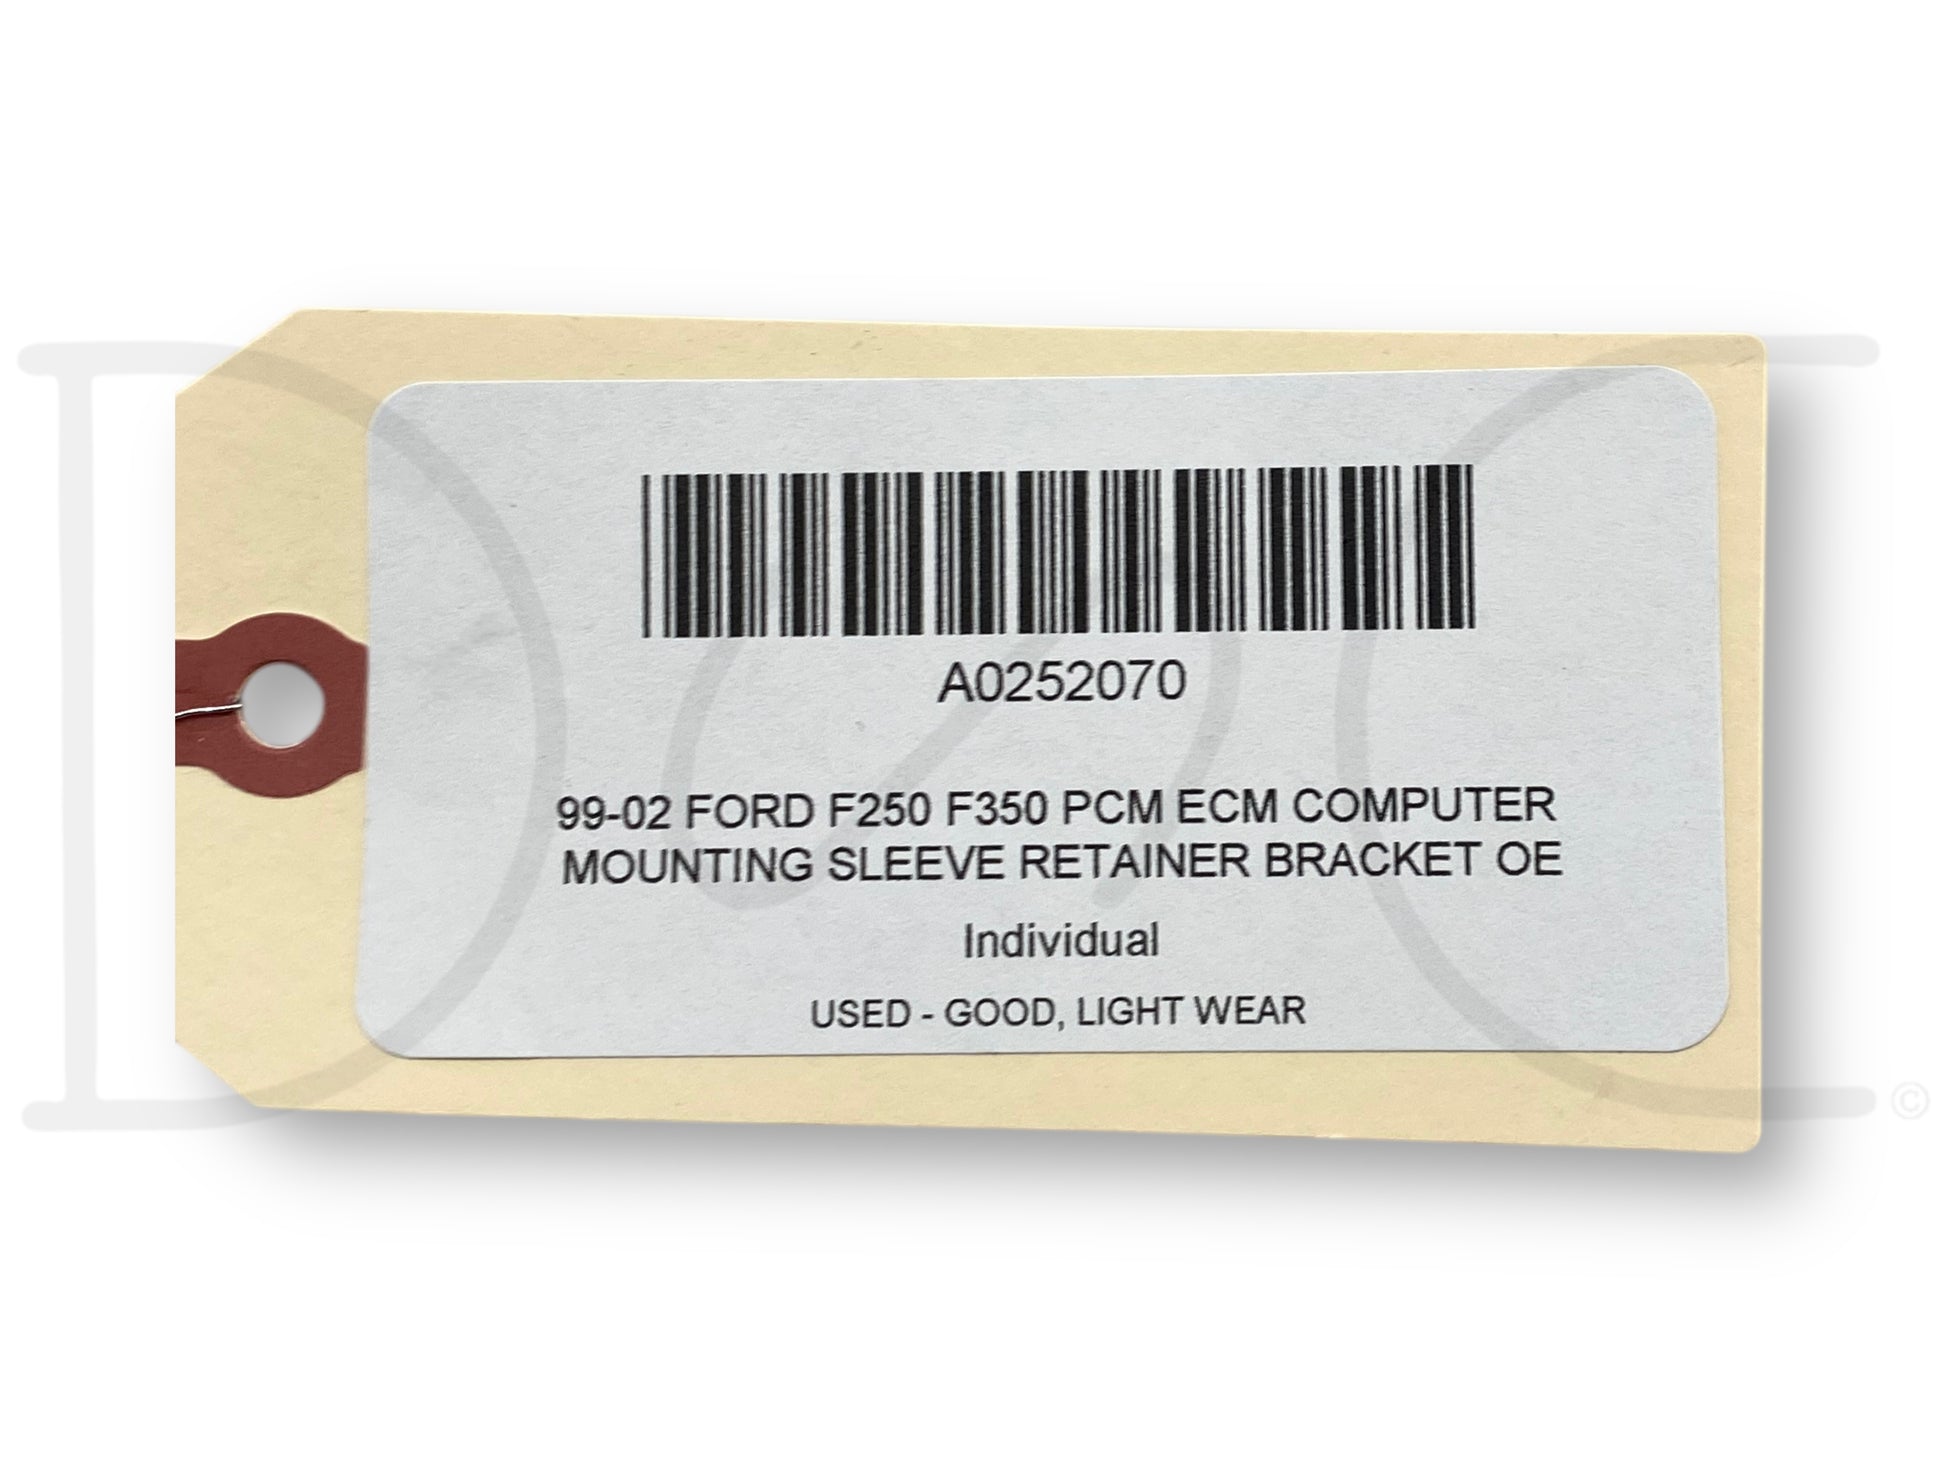 A0252070
99-02 FORD F250 F350 PCM ECM COMPUTER
MOUNTING SLEEVE RETAINER BRACKET OE
Individual
USED - GOOD, LIGHT WEAR
©